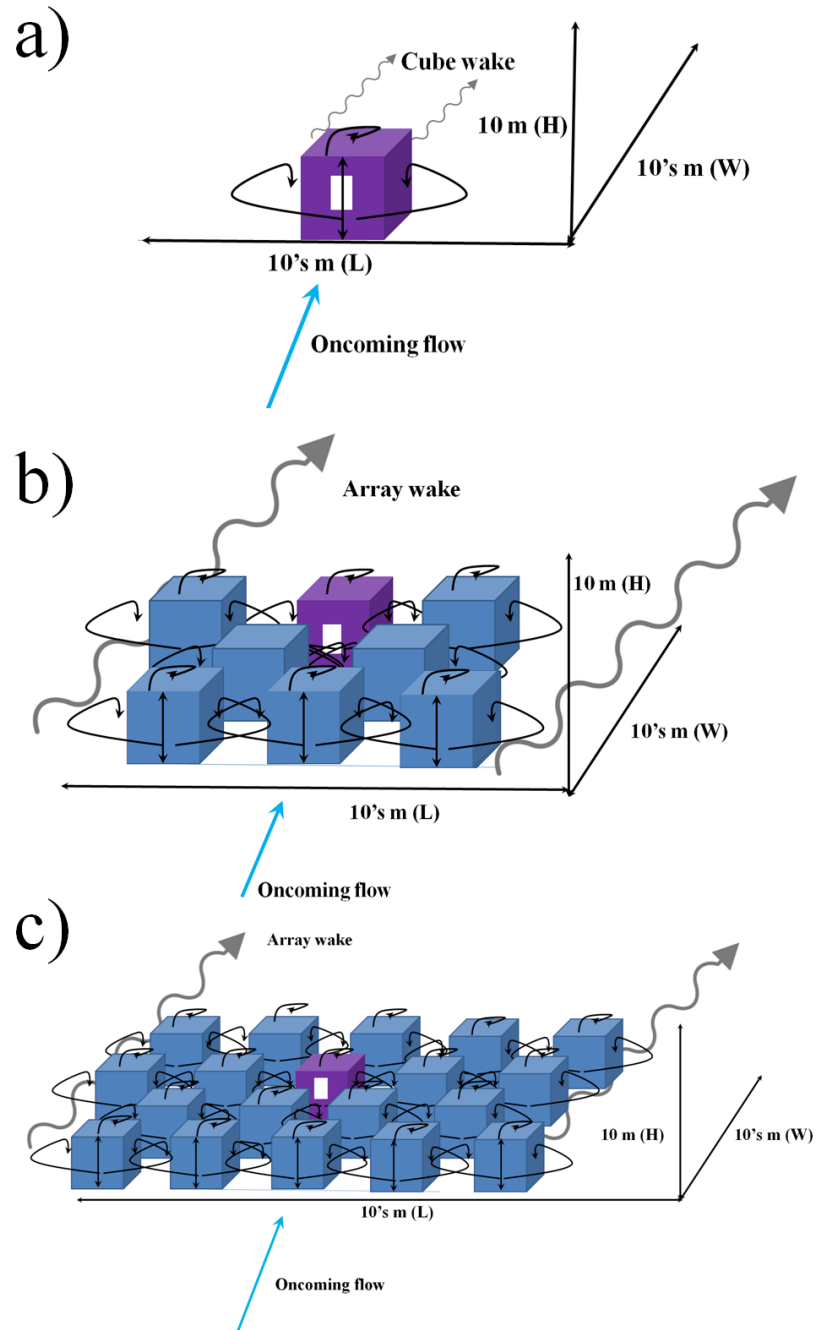 a)
Cube wake
10 m (H)
10’s m (W)
10’s m (L)
Oncoming flow
b)
Array wake
10 m (H)
10’s m (W)
10’s m (L)
Oncoming flow
c)
Array wake
10 m (H)
10’s m (W)
10’s m (L)
Oncoming flow